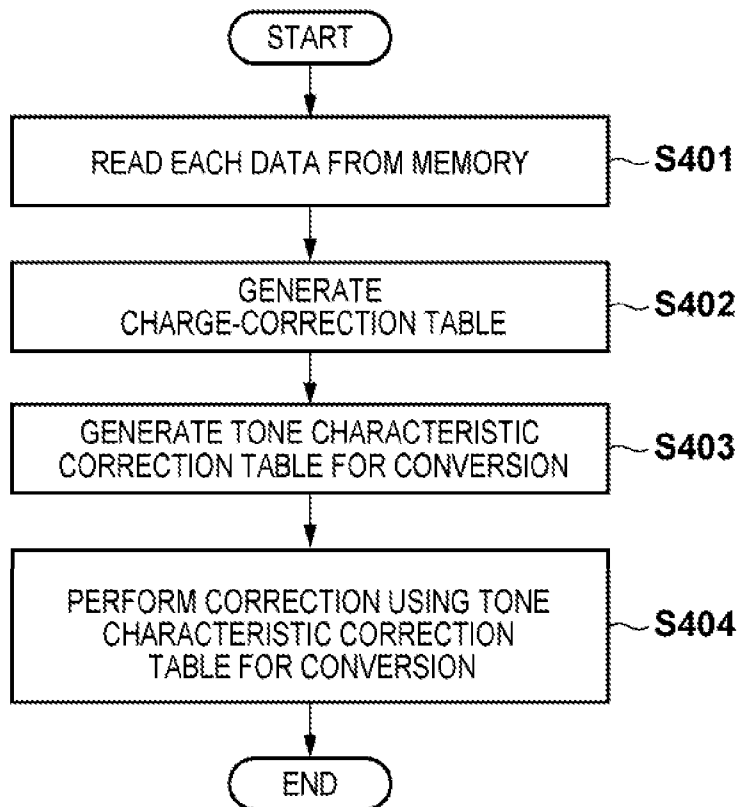 START
READ EACH DATA FROM MEMORY
S401
GENERATE
CHARGE-CORRECTION TABLE
S402
GENERATE TONE CHARACTERISTIC
CORRECTION TABLE FOR CONVERSION
S403
PERFORM CORRECTION USING TONE
CHARACTERISTIC CORRECTION
TABLE FOR CONVERSION
S404
END